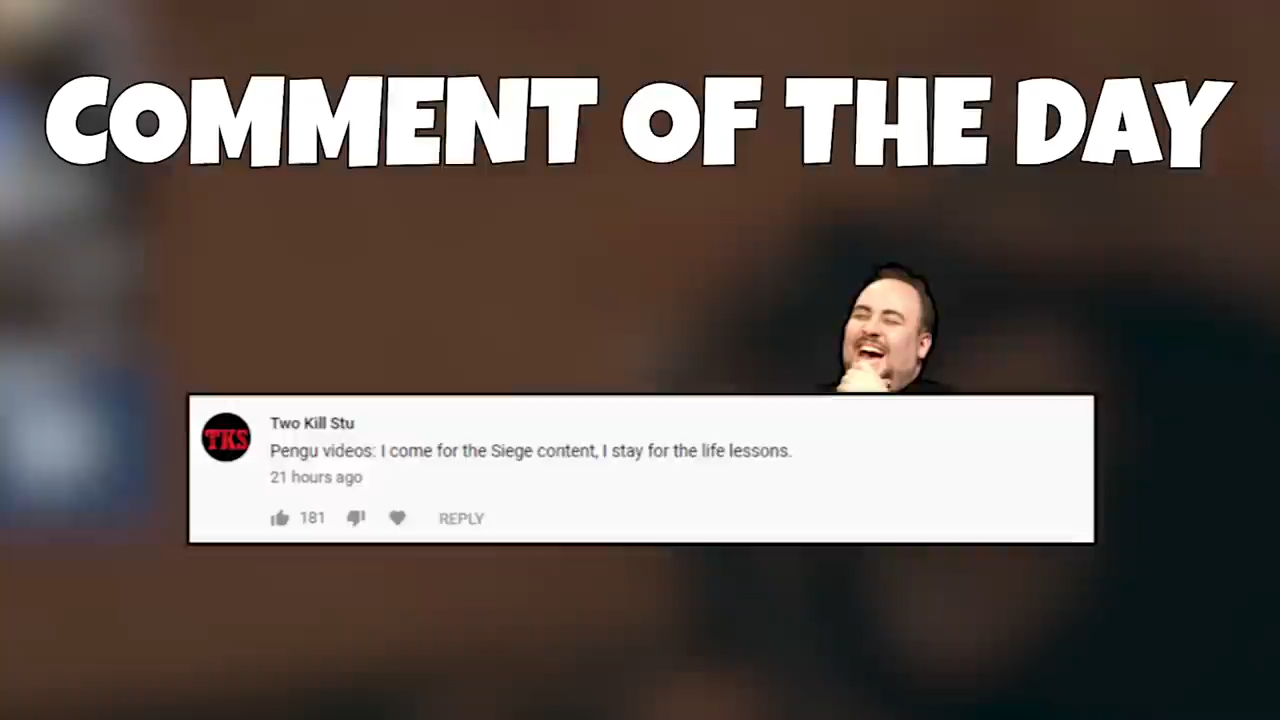 COMMENT OF THE DAY
TKS
Two Kill Stu
Pengu videos: I come for the Siege content, I stay for the life lessons.
21 hours ago
181
REPLY